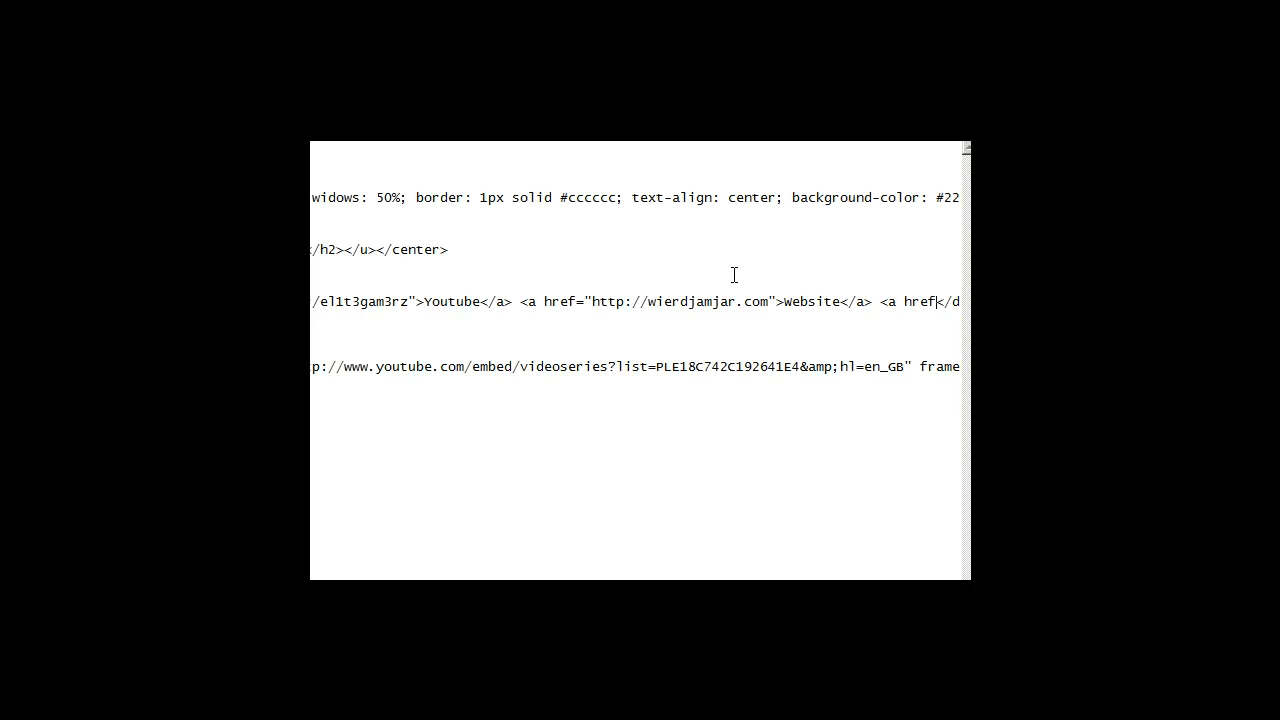 widows: 50%; border: 1px solid #cccccc; text-align: center; background-color: #22
/h2></u></center>
/el1t3gam3rz">Youtube</a> <a href="http://wierdjamjar.com">Website</a> <a href</d
p://www.youtube.com/embed/videoseries?list=PLE18C742C192641E4&amp;hl=en_GB" frame